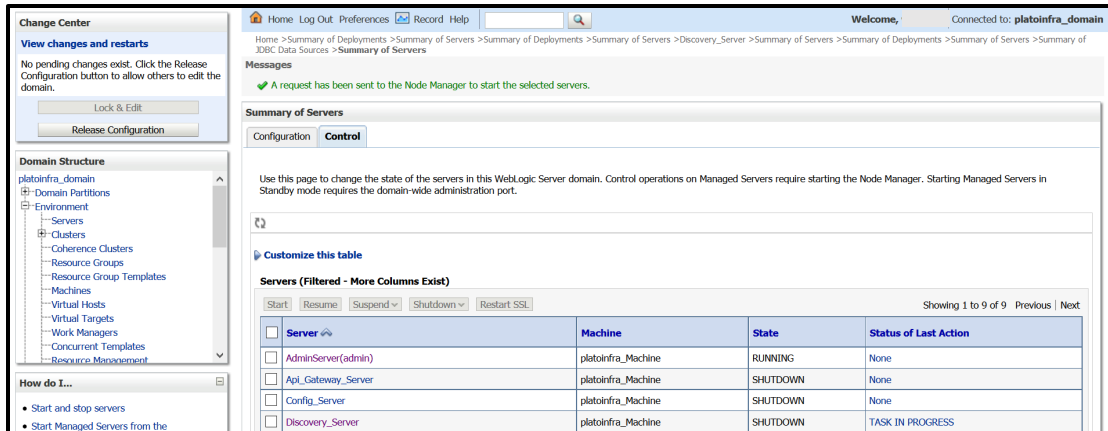 Change Center
View changes and restarts
No pending changes exist. Click the Release
Configuration button to allow others to edit the
domain.
Lock & Edit
Release Configuration
Domain Structure
platoinfra_domain
Domain Partitions
Environment
Servers
Clusters
Coherence Clusters
Resource Groups
Resource Group Templates
Machines
Virtual Hosts
Virtual Targets
Work Managers
Concurrent Templates
Resource Management
How do I...
Start and stop servers
Start Managed Servers from the
Home Log Out Preferences Record Help
Welcome, Connected to: platoinfra_domain
Home >Summary of Deployments >Summary of Servers >Summary of Deployments >Summary of Servers >Discovery_Server >Summary of Servers >Summary of Deployments >Summary of Servers >Summary of
JDBC Data Sources >Summary of Servers
Messages
A request has been sent to the Node Manager to start the selected servers.
Summary of Servers
Configuration Control
Use this page to change the state of the servers in this WebLogic Server domain. Control operations on Managed Servers require starting the Node Manager. Starting Managed Servers in
Standby mode requires the domain-wide administration port.
Customize this table
Servers (Filtered - More Columns Exist)
Start Resume Suspend Shutdown Restart SSL Showing 1 to 9 of 9 Previous | Next
Server Machine State Status of Last Action
AdminServer(admin) platoinfra_Machine RUNNING None
Api_Gateway_Server platoinfra_Machine SHUTDOWN None
Config_Server platoinfra_Machine SHUTDOWN None
Discovery_Server platoinfra_Machine SHUTDOWN TASK IN PROGRESS